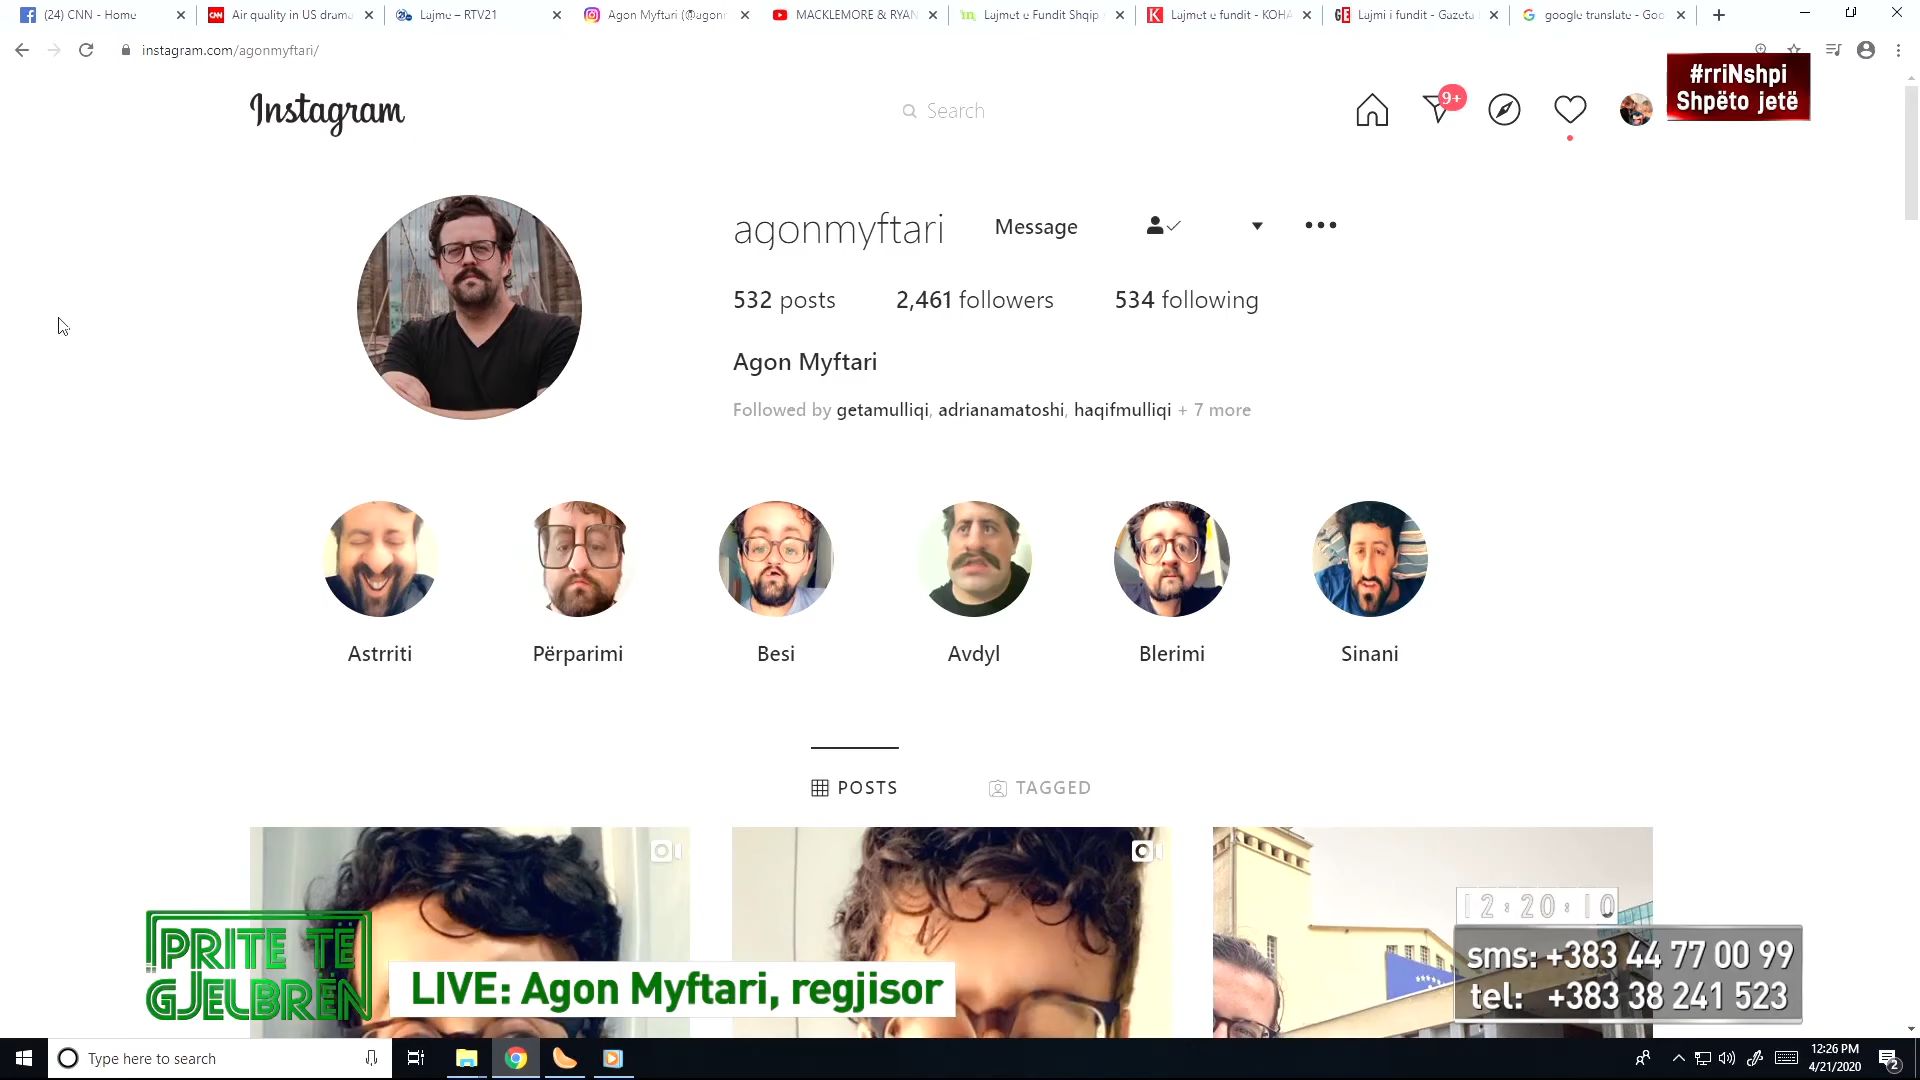 (24) CNN - Home
CNN Air quality in US drama
Lajme – RTV21
Agon Myftari (@agonr
MACKLEMORE & RYAN
Lajmet e Fundit Shqip
Lajmet e fundit - KOHA
Lajmi i fundit - Gazeta
google translate - Goo
instagram.com/agonmyftari/
#rriNshpi
Shpëto jetë
Instagram
Search
9+
agonmyftari
Message
532 posts
2,461 followers
534 following
Agon Myftari
Followed by getamulliqi, adrianamatoshi, haqifmulliqi + 7 more
Astrriti
Përparimi
Besi
Avdyl
Blerimi
Sinani
POSTS
TAGGED
PRITE TË
GJELBRËN
LIVE: Agon Myftari, regjisor
12:20:10
sms: +383 44 77 00 99
tel: +383 38 241 523
Type here to search
12:26 PM
4/21/2020
2